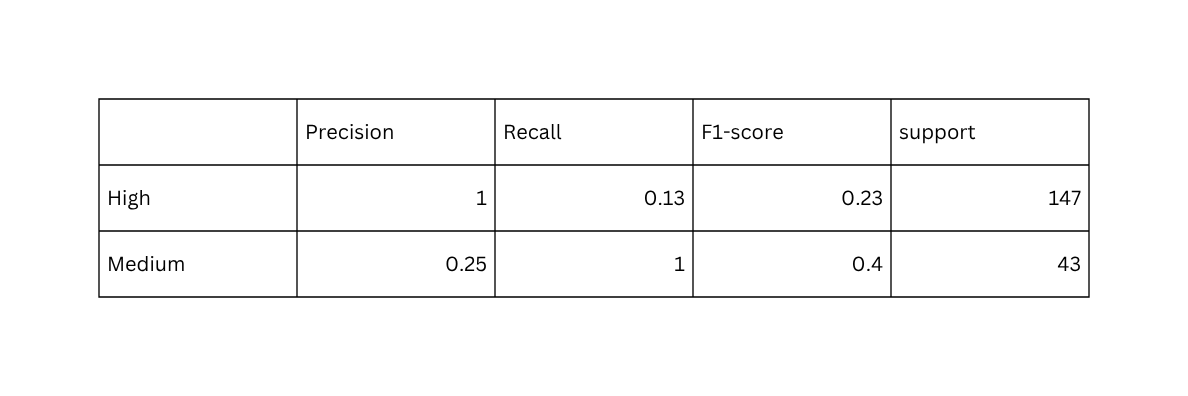 Precision Recall F1-score support
High 1 0.13 0.23 147
Medium 0.25 1 0.4 43